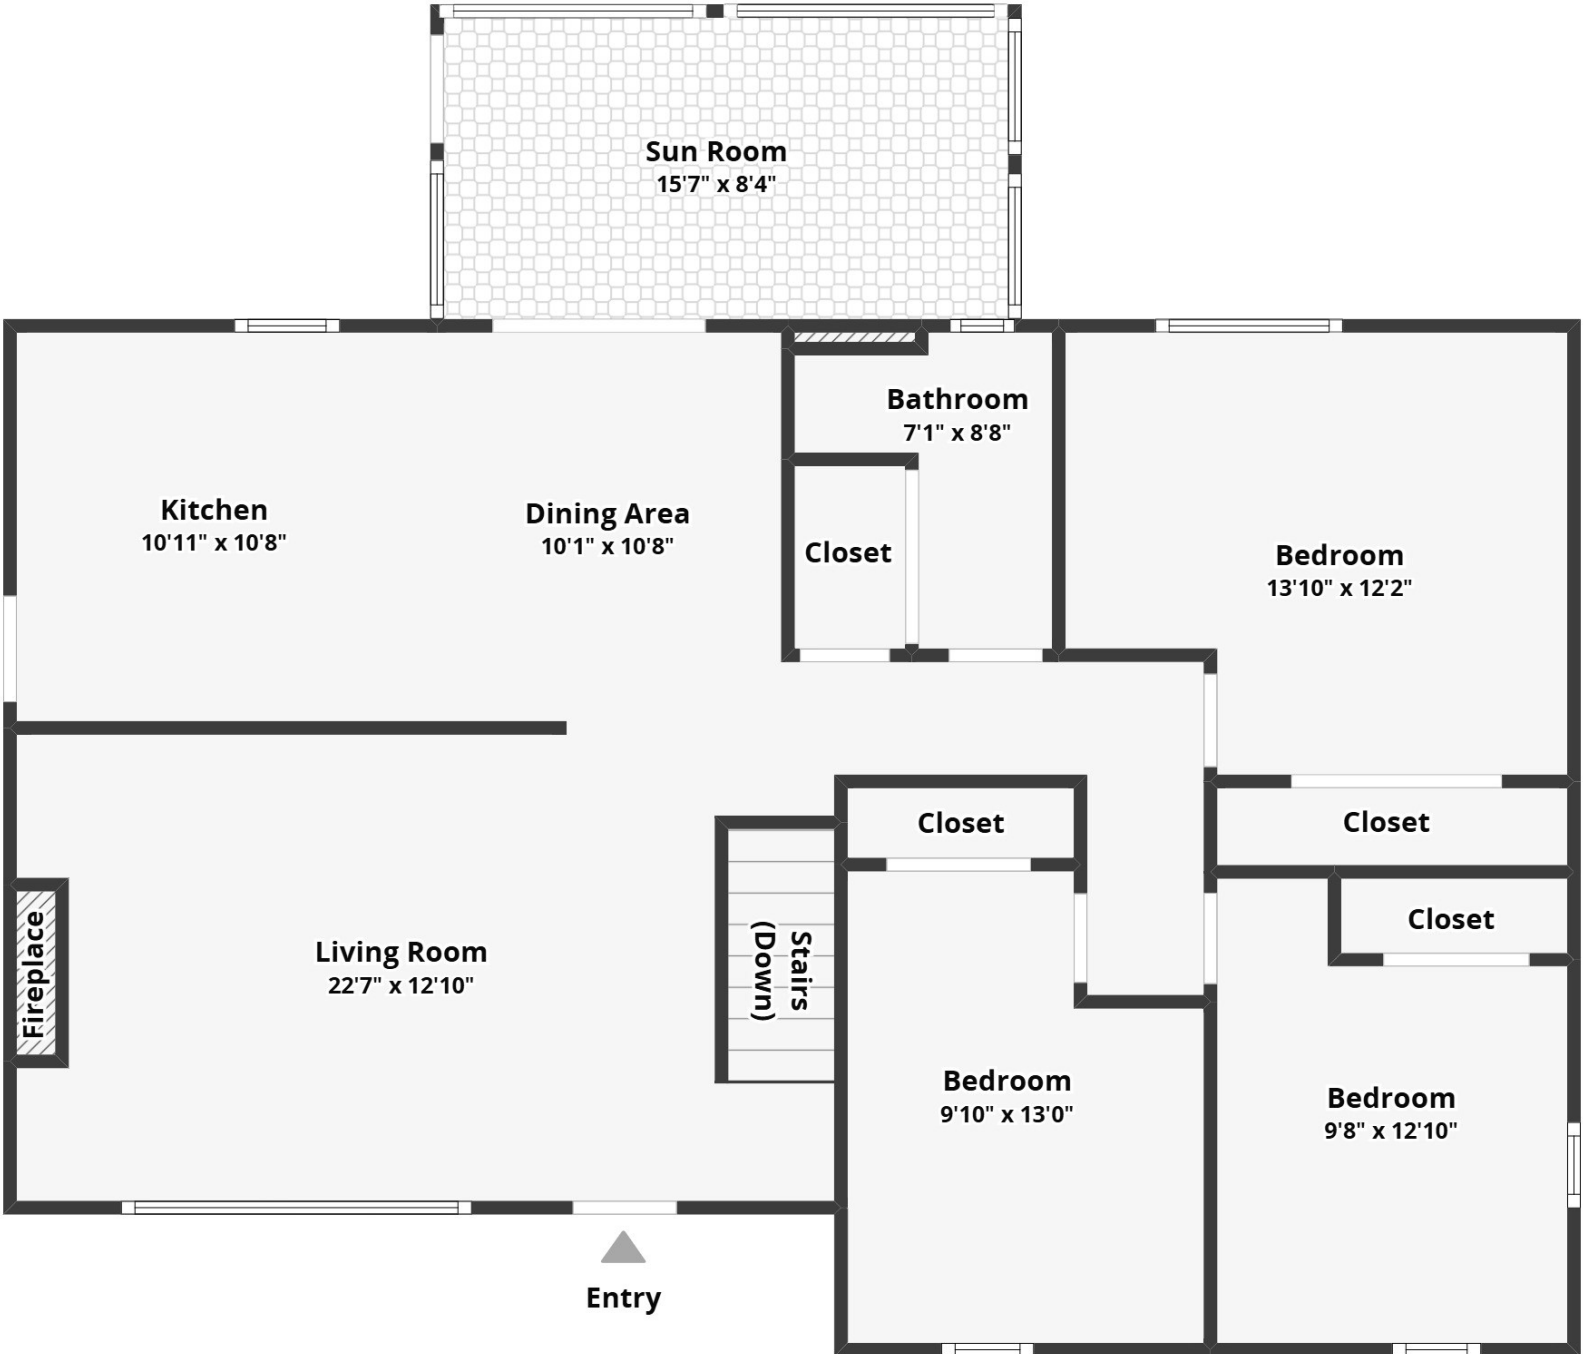 Sun Room
15'7" x 8'4"
Bathroom
7'1" x 8'8"
Kitchen
10'11" x 10'8"
Dining Area
10'1" x 10'8"
Closet
Bedroom
13'10" x 12'2"
Closet
Closet
Closet
Fireplace
Living Room
22'7" x 12'10"
Stairs
(Down)
Bedroom
9'10" x 13'0"
Bedroom
9'8" x 12'10"
Entry